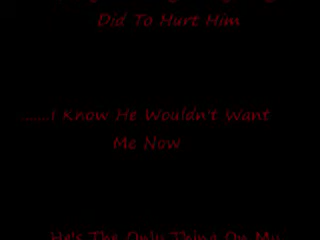 Did To Hurt Him
......I Know He Wouldn't Want
Me Now
He's The Only Thing On My